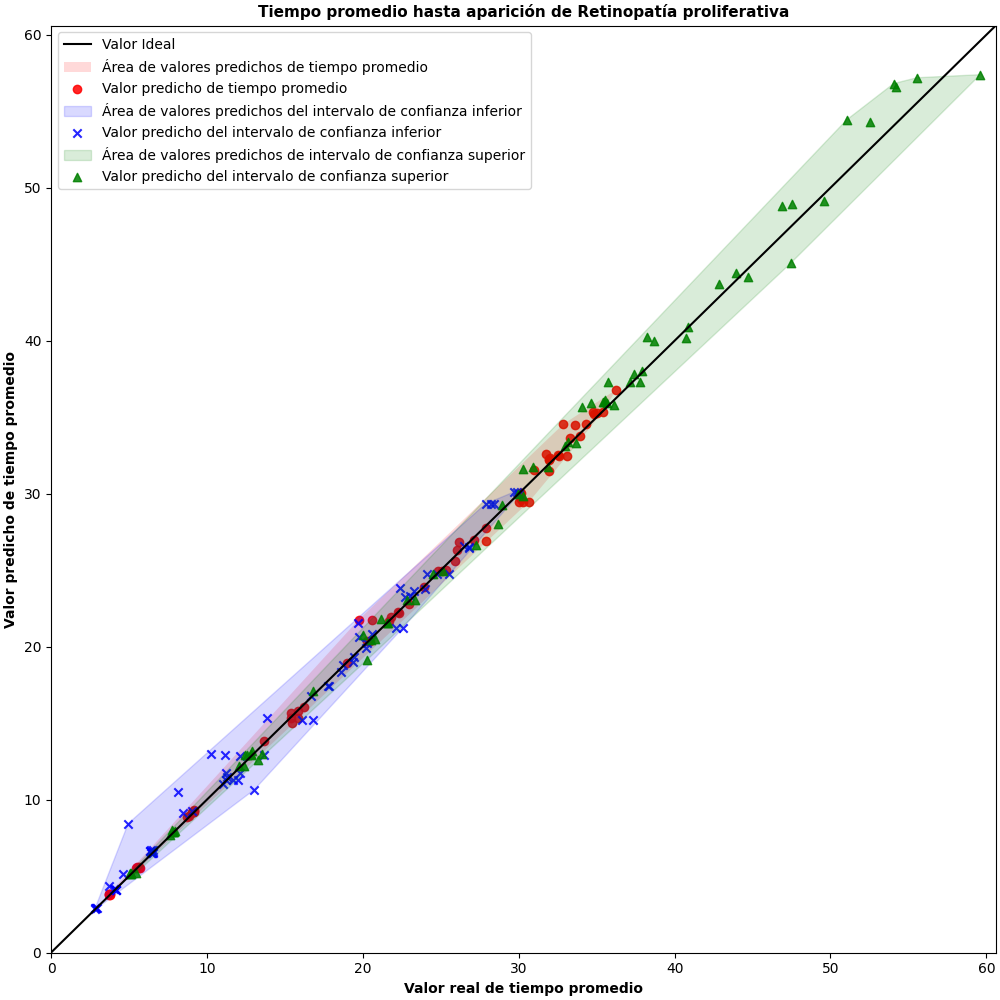 Tiempo promedio hasta aparición de Retinopatía proliferativa
Valor Ideal
Área de valores predichos de tiempo promedio
Valor predicho de tiempo promedio
Área de valores predichos del intervalo de confianza inferior
Valor predicho del intervalo de confianza inferior
Área de valores predichos de intervalo de confianza superior
Valor predicho del intervalo de confianza superior
60
50
40
30
20
10
0
Valor predicho de tiempo promedio
0 10 20 30 40 50 60
Valor real de tiempo promedio